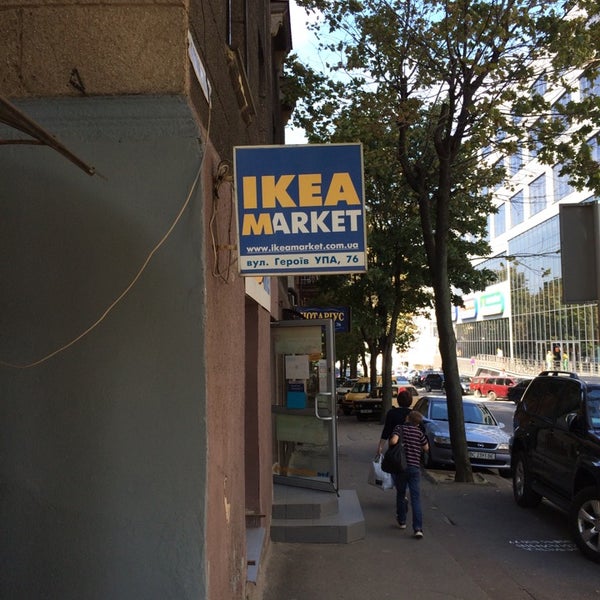 IKEA
MARKET
www.ikeamarket.com.ua
вул. Героїв УПА, 76
НОТАРІУС